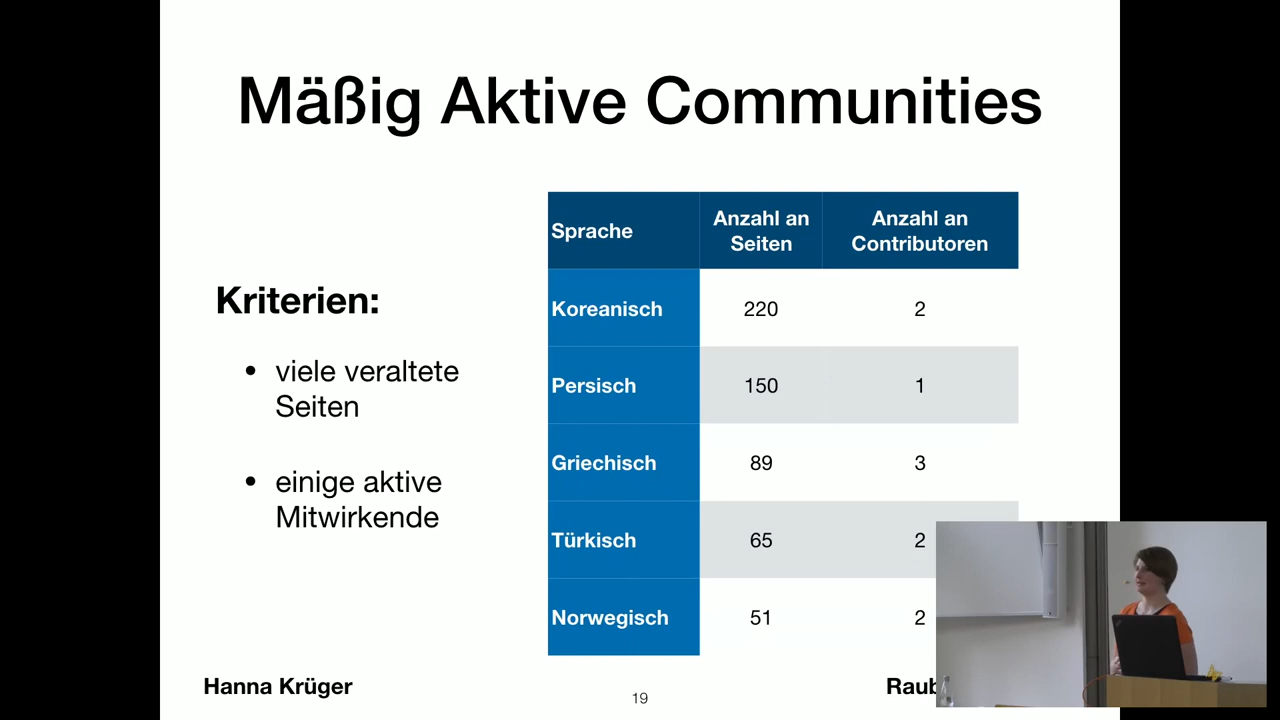 Mäßig Aktive Communities
Kriterien:
• viele veraltete
Seiten
• einige aktive
Mitwirkende
Sprache Anzahl an Seiten Anzahl an Contributoren
Koreanisch 220 2
Persisch 150 1
Griechisch 89 3
Türkisch 65 2
Norwegisch 51 2
Hanna Krüger
19